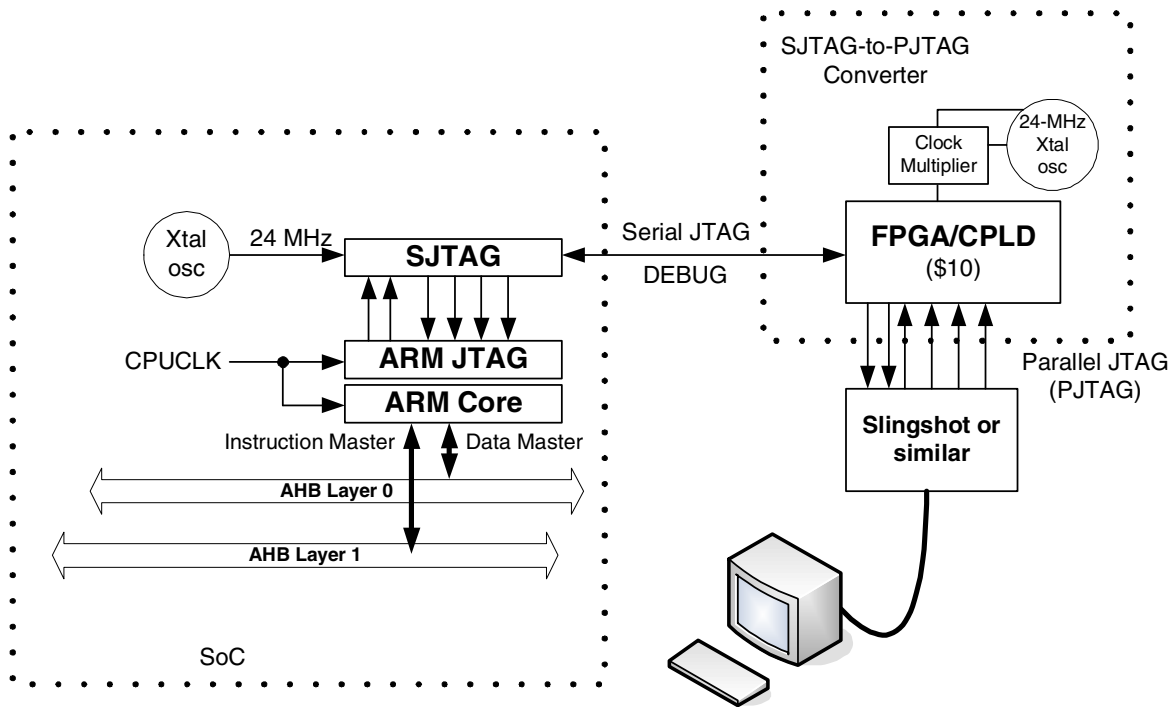 SJTAG-to-PJTAG
Converter
24-MHz
Xtal
osc
Clock
Multiplier
Xtal
osc
24 MHz
SJTAG
Serial JTAG
DEBUG
FPGA/CPLD
($10)
CPUCLK
ARM JTAG
ARM Core
Parallel JTAG
(PJTAG)
Instruction Master
Data Master
Slingshot or
similar
AHB Layer 0
AHB Layer 1
SoC